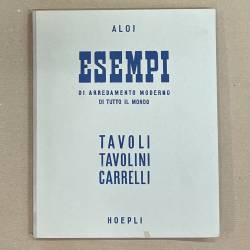 ALOI
ESEMPI
DI ARREDAMENTO MODERNO
DI TUTTO IL MONDO
TAVOLI
TAVOLINI
CARRELLI
HOEPLI